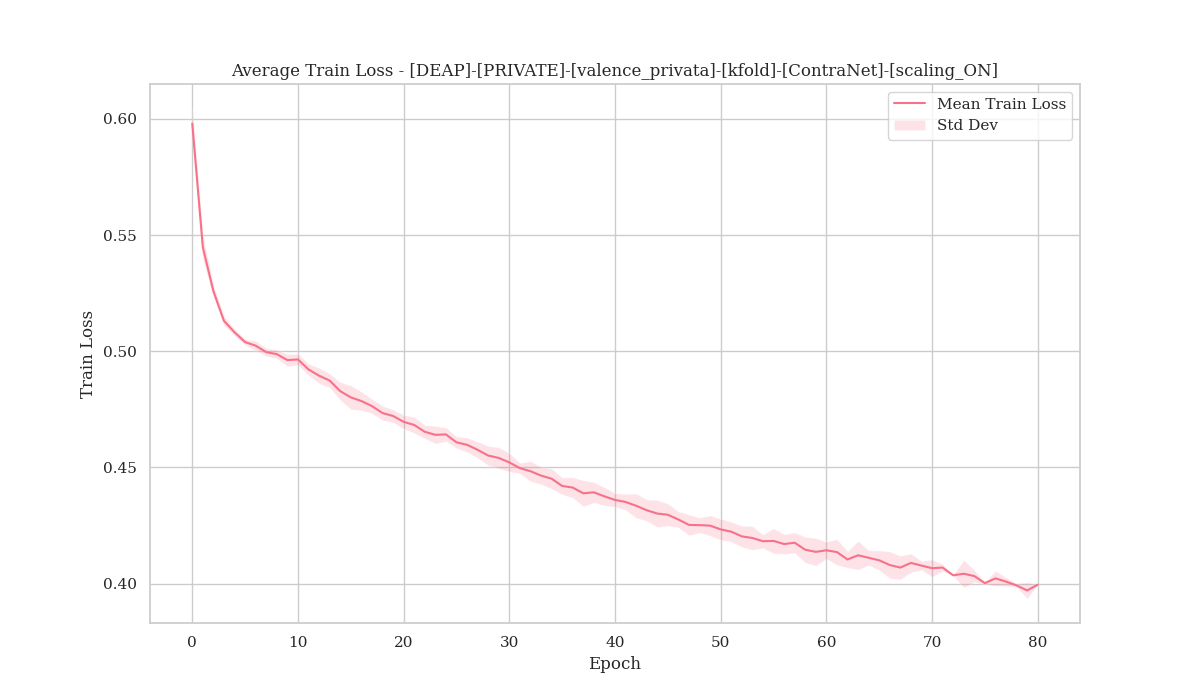 Average Train Loss - [DEAP]-[PRIVATE]-[valence_privata]-[kfold]-[ContraNet]-[scaling_ON]
Mean Train Loss
Std Dev
Train Loss
0.60
0.55
0.50
0.45
0.40
0 10 20 30 40 50 60 70 80
Epoch